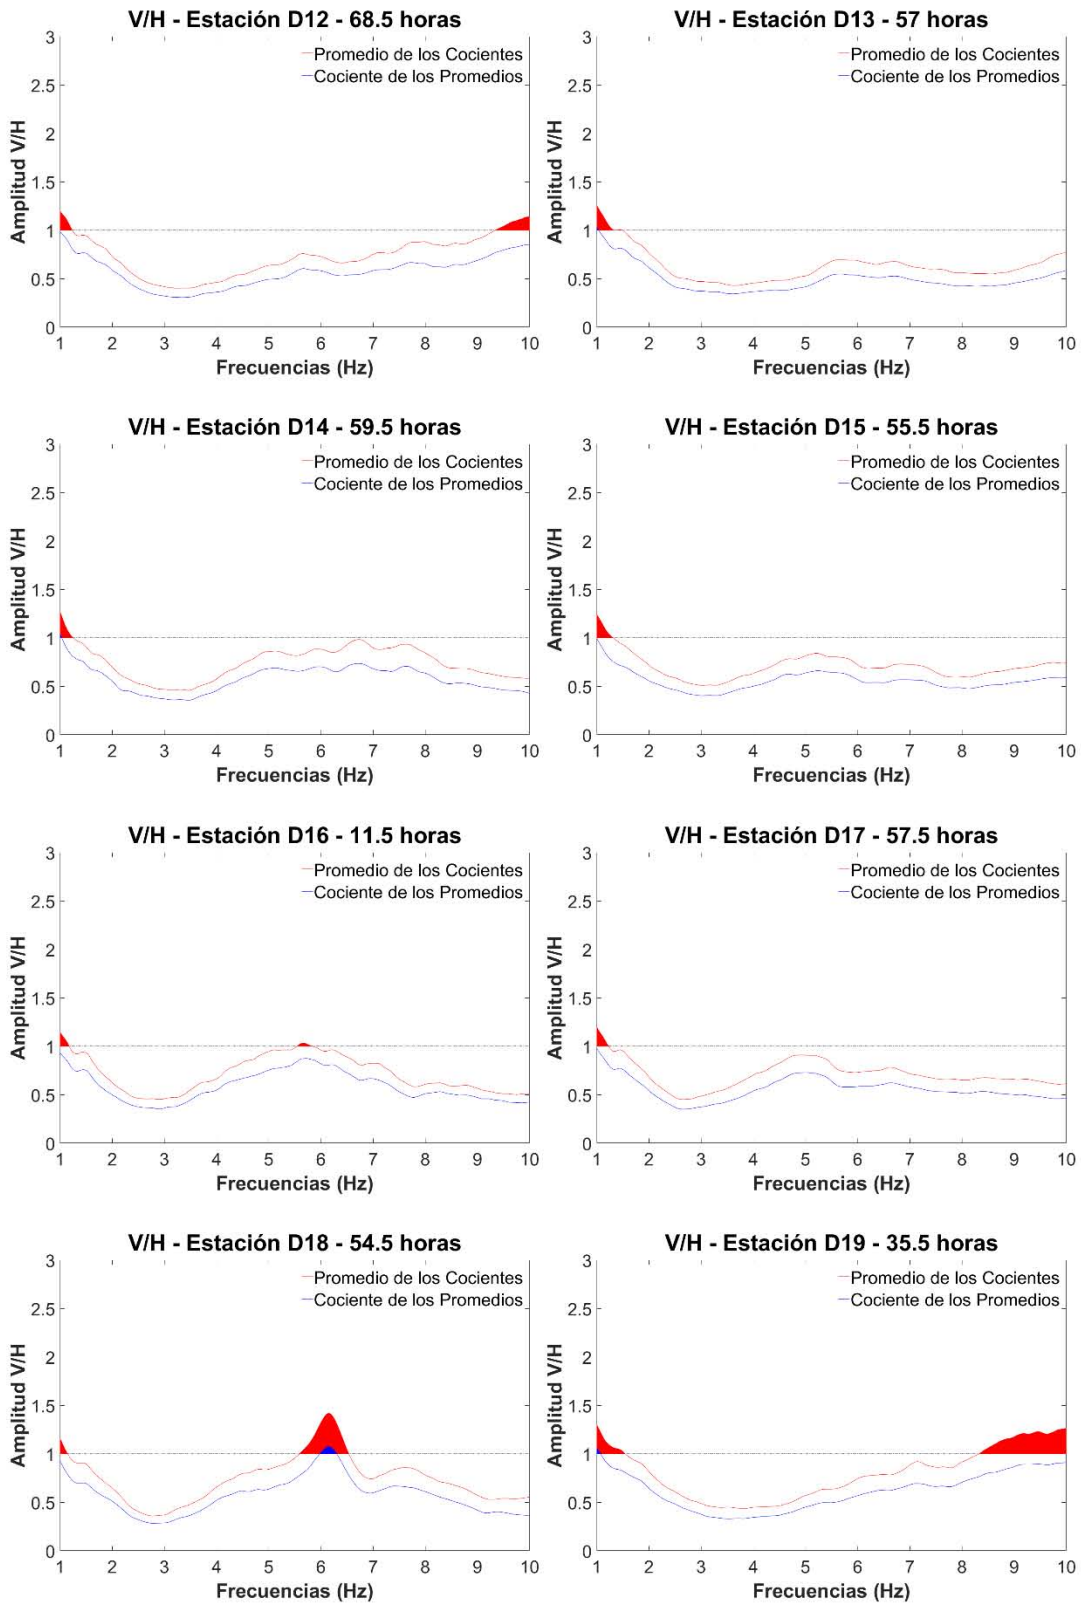 V/H - Estación D12 - 68.5 horas
Amplitud V/H
3
2.5
2
1.5
1
0.5
0
Promedio de los Cocientes
Cociente de los Promedios
1 2 3 4 5 6 7 8 9 10
Frecuencias (Hz)
V/H - Estación D13 - 57 horas
Amplitud V/H
3
2.5
2
1.5
1
0.5
0
Promedio de los Cocientes
Cociente de los Promedios
1 2 3 4 5 6 7 8 9 10
Frecuencias (Hz)
V/H - Estación D14 - 59.5 horas
Amplitud V/H
3
2.5
2
1.5
1
0.5
0
Promedio de los Cocientes
Cociente de los Promedios
1 2 3 4 5 6 7 8 9 10
Frecuencias (Hz)
V/H - Estación D15 - 55.5 horas
Amplitud V/H
3
2.5
2
1.5
1
0.5
0
Promedio de los Cocientes
Cociente de los Promedios
1 2 3 4 5 6 7 8 9 10
Frecuencias (Hz)
V/H - Estación D16 - 11.5 horas
Amplitud V/H
3
2.5
2
1.5
1
0.5
0
Promedio de los Cocientes
Cociente de los Promedios
1 2 3 4 5 6 7 8 9 10
Frecuencias (Hz)
V/H - Estación D17 - 57.5 horas
Amplitud V/H
3
2.5
2
1.5
1
0.5
0
Promedio de los Cocientes
Cociente de los Promedios
1 2 3 4 5 6 7 8 9 10
Frecuencias (Hz)
V/H - Estación D18 - 54.5 horas
Amplitud V/H
3
2.5
2
1.5
1
0.5
0
Promedio de los Cocientes
Cociente de los Promedios
1 2 3 4 5 6 7 8 9 10
Frecuencias (Hz)
V/H - Estación D19 - 35.5 horas
Amplitud V/H
3
2.5
2
1.5
1
0.5
0
Promedio de los Cocientes
Cociente de los Promedios
1 2 3 4 5 6 7 8 9 10
Frecuencias (Hz)